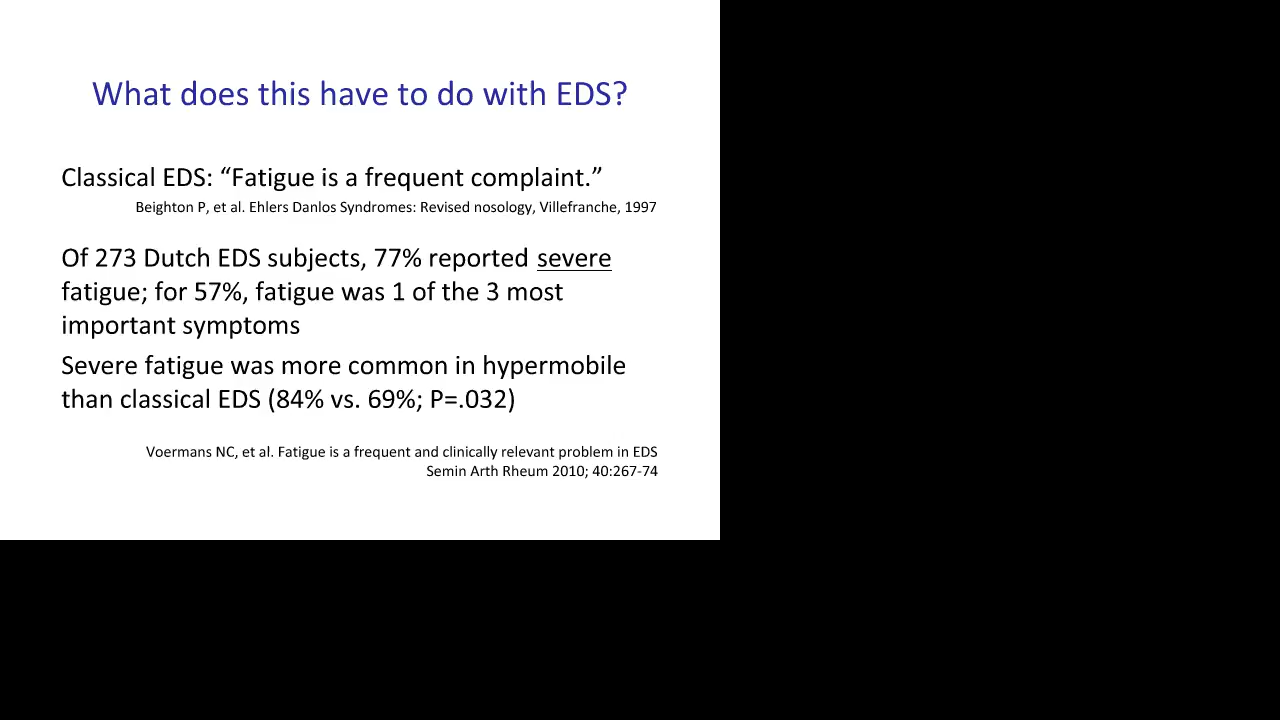 What does this have to do with EDS?
Classical EDS: “Fatigue is a frequent complaint.”
Beighton P, et al. Ehlers Danlos Syndromes: Revised nosology, Villefranche, 1997
Of 273 Dutch EDS subjects, 77% reported severe
fatigue; for 57%, fatigue was 1 of the 3 most
important symptoms
Severe fatigue was more common in hypermobile
than classical EDS (84% vs. 69%; P=.032)
Voermans NC, et al. Fatigue is a frequent and clinically relevant problem in EDS
Semin Arth Rheum 2010; 40:267-74